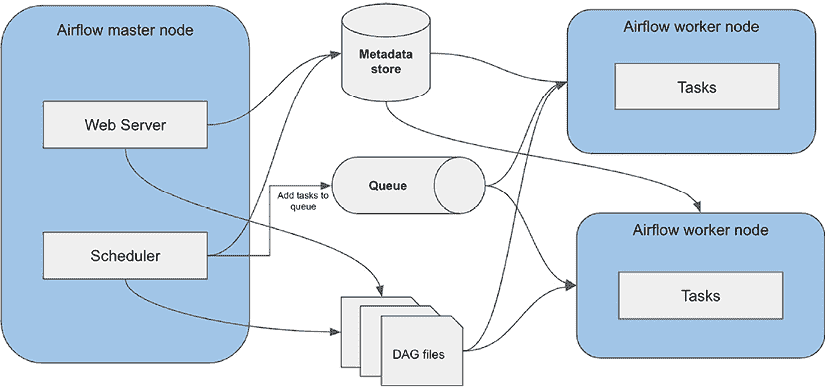 Airflow master node
Web Server
Scheduler
Metadata
store
Add tasks to
queue
Queue
DAG files
Airflow worker node
Tasks
Airflow worker node
Tasks